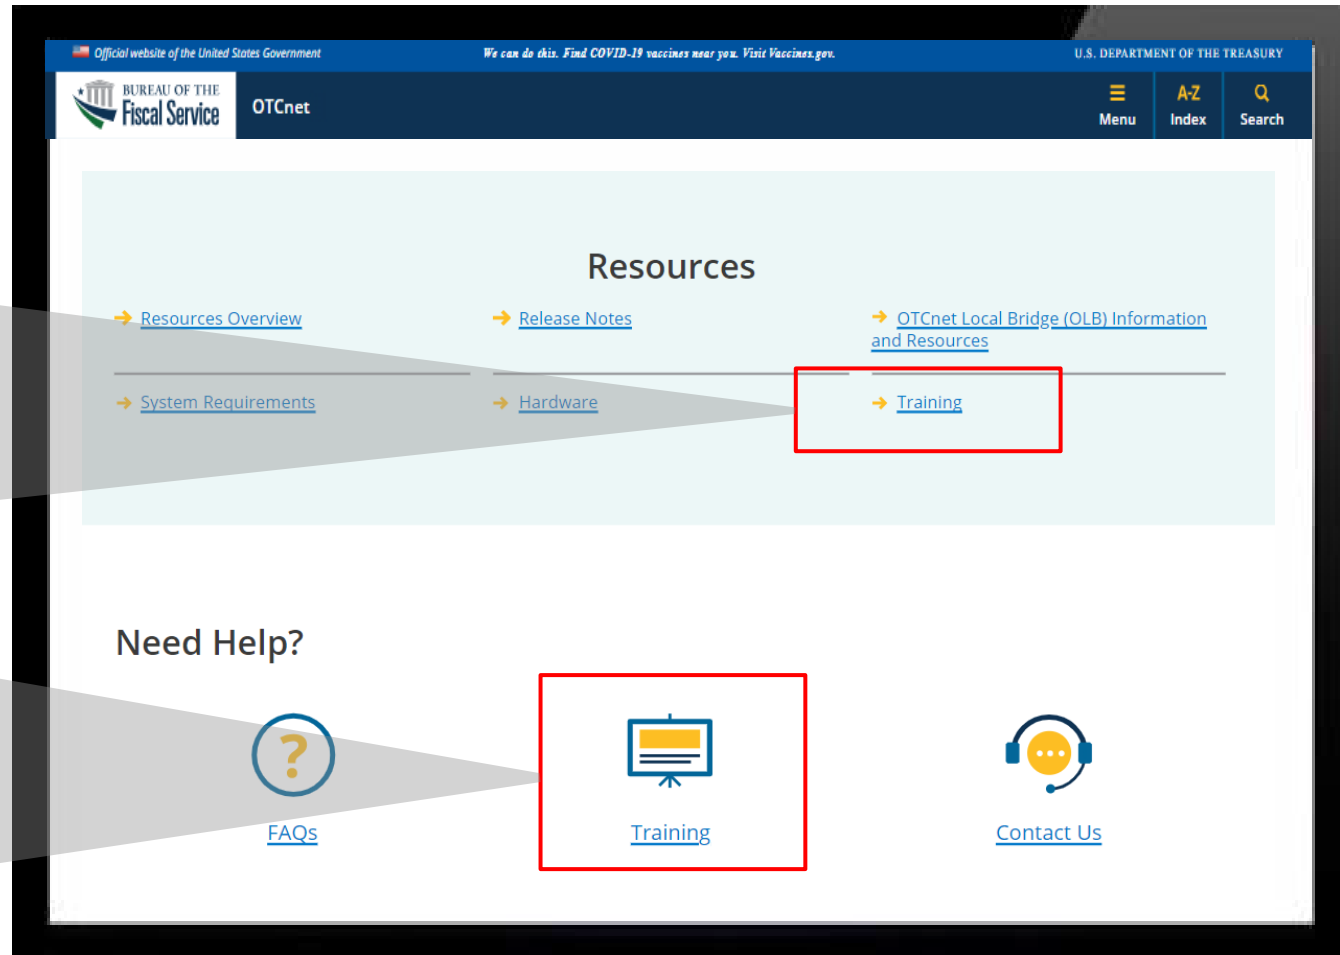 Official website of the United States Government
We can do this. Find COVID-19 vaccines near you. Visit Vaccines.gov.
U.S. DEPARTMENT OF THE TREASURY
BUREAU OF THE
Fiscal Service
OTCnet
Menu
A-Z
Index
Search
Resources
Resources Overview
Release Notes
OTCnet Local Bridge (OLB) Information
and Resources
System Requirements
Hardware
Training
Need Help?
?
FAQs
Training
Contact Us